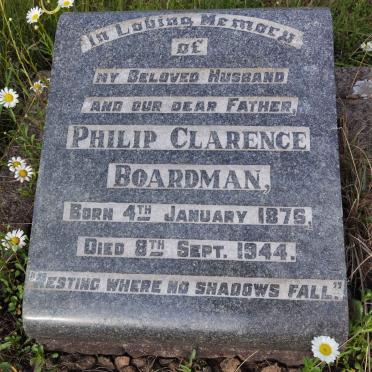 In Loving Memory
of
my Beloved Husband
and our dear Father,
Philip Clarence
Boardman,
Born 4th January 1875,
Died 8th Sept. 1944.
"Resting where no shadows fall."